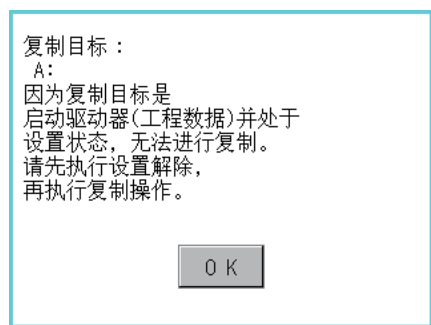 复制目标：
A:
因为复制目标是
启动驱动器(工程数据)并处于
设置状态，无法进行复制。
请先执行设置解除，
再执行复制操作。
OK